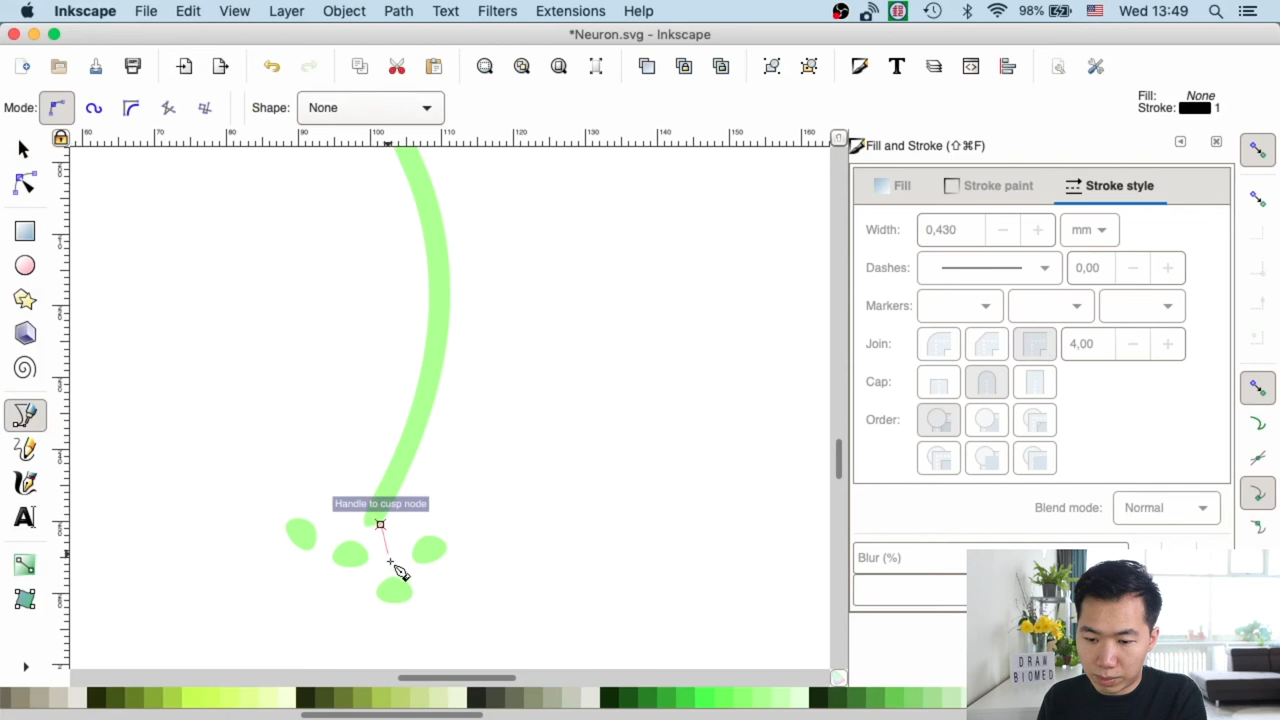 Inkscape File Edit View Layer Object Path Text Filters Extensions Help 98% Wed 13:49
*Neuron.svg - Inkscape
Mode: Shape: None Fill: None
Stroke: 1
60 70 80 90 100 110 120 130 140 150 160
Fill and Stroke (⇧⌘F)
Fill Stroke paint Stroke style
Width: 0,430 mm
Dashes: 0,00
Markers:
Join: 4,00
Cap:
Order:
Handle to cusp node
Blend mode: Normal
Blur (%)
DRAW
BIOMED